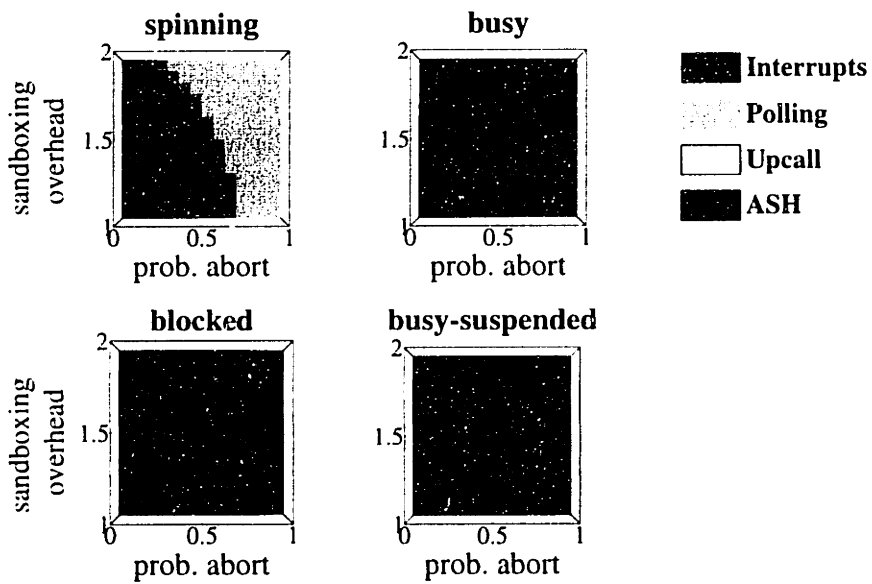 spinning
busy
2
1.5
1
sandboxing
overhead
0
0.5
1
prob. abort
2
1.5
1
0
0.5
1
prob. abort
Interrupts
Polling
Upcall
ASH
blocked
busy-suspended
2
1.5
1
sandboxing
overhead
0
0.5
1
prob. abort
2
1.5
1
0
0.5
1
prob. abort